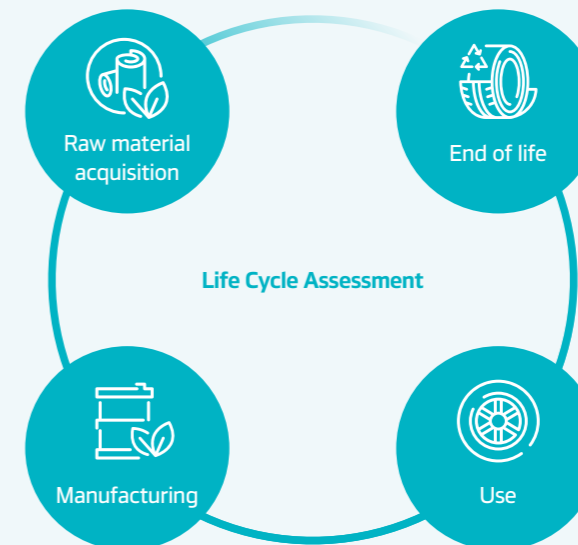 Raw material
acquisition
End of life
Life Cycle Assessment
Manufacturing
Use